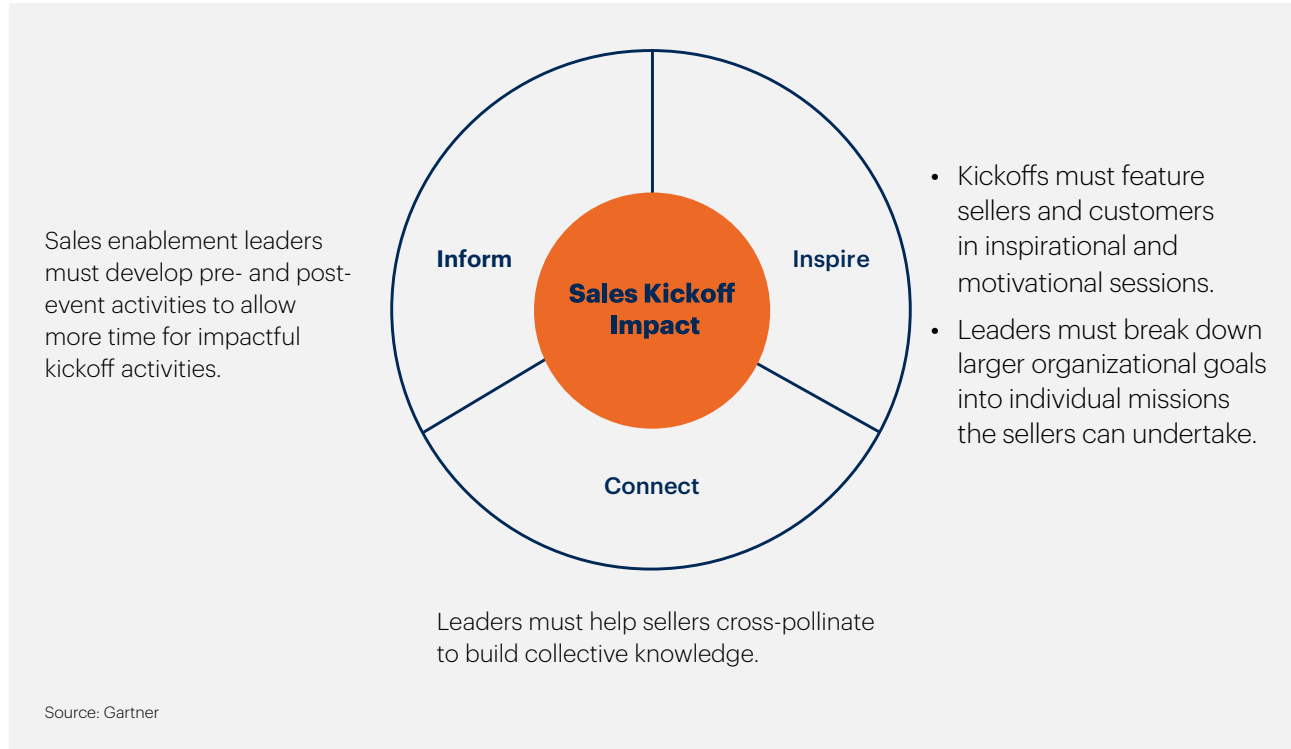 Sales enablement leaders
must develop pre- and post-
event activities to allow
more time for impactful
kickoff activities.
Inform
Sales Kickoff
Impact
Inspire
Connect
• Kickoffs must feature
sellers and customers
in inspirational and
motivational sessions.
• Leaders must break down
larger organizational goals
into individual missions
the sellers can undertake.
Leaders must help sellers cross-pollinate
to build collective knowledge.
Source: Gartner